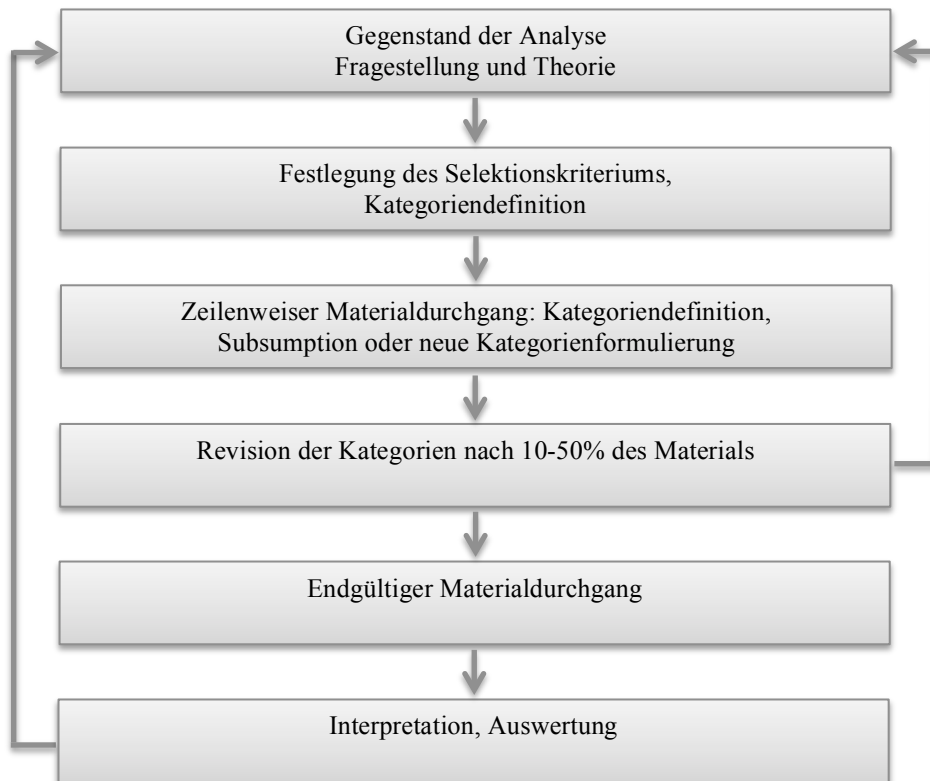 Gegenstand der Analyse
Fragestellung und Theorie
Festlegung des Selektionskriteriums,
Kategoriendefinition
Zeilenweiser Materialdurchgang: Kategoriendefinition,
Subsumption oder neue Kategorienformulierung
Revision der Kategorien nach 10-50% des Materials
Endgültiger Materialdurchgang
Interpretation, Auswertung